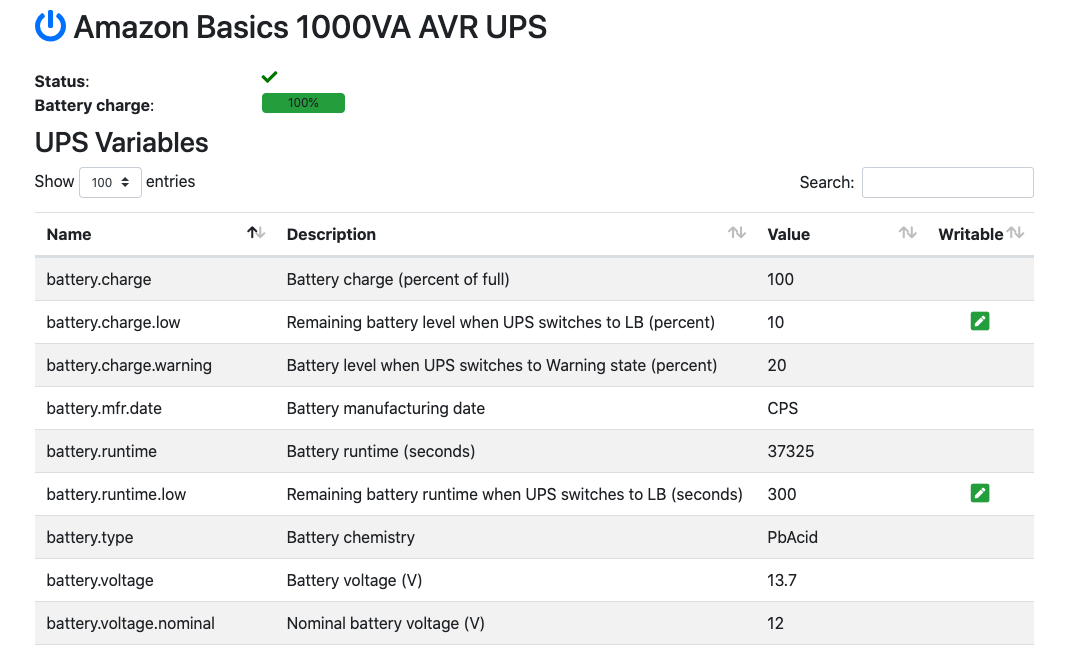 Amazon Basics 1000VA AVR UPS
Status:
Battery charge: 100%
UPS Variables
Show 100 entries Search:
Name Description Value Writable
battery.charge Battery charge (percent of full) 100
battery.charge.low Remaining battery level when UPS switches to LB (percent) 10
battery.charge.warning Battery level when UPS switches to Warning state (percent) 20
battery.mfr.date Battery manufacturing date CPS
battery.runtime Battery runtime (seconds) 37325
battery.runtime.low Remaining battery runtime when UPS switches to LB (seconds) 300
battery.type Battery chemistry PbAcid
battery.voltage Battery voltage (V) 13.7
battery.voltage.nominal Nominal battery voltage (V) 12